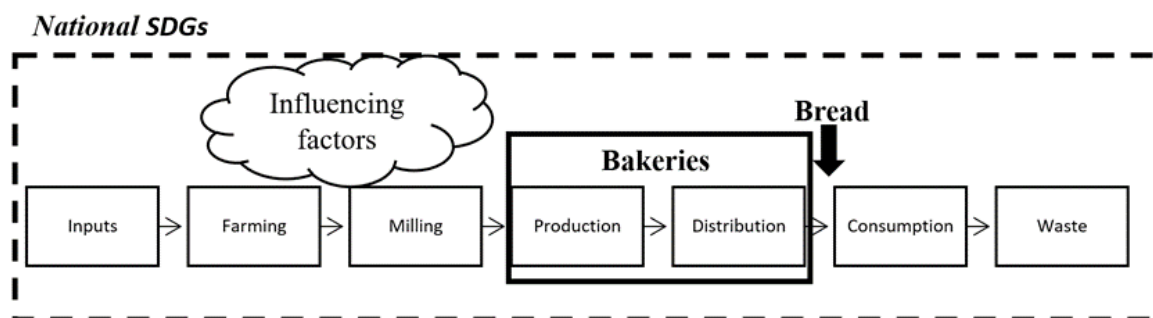 National SDGs
Influencing
factors
Bread
Bakeries
Inputs
Farming
Milling
Production
Distribution
Consumption
Waste